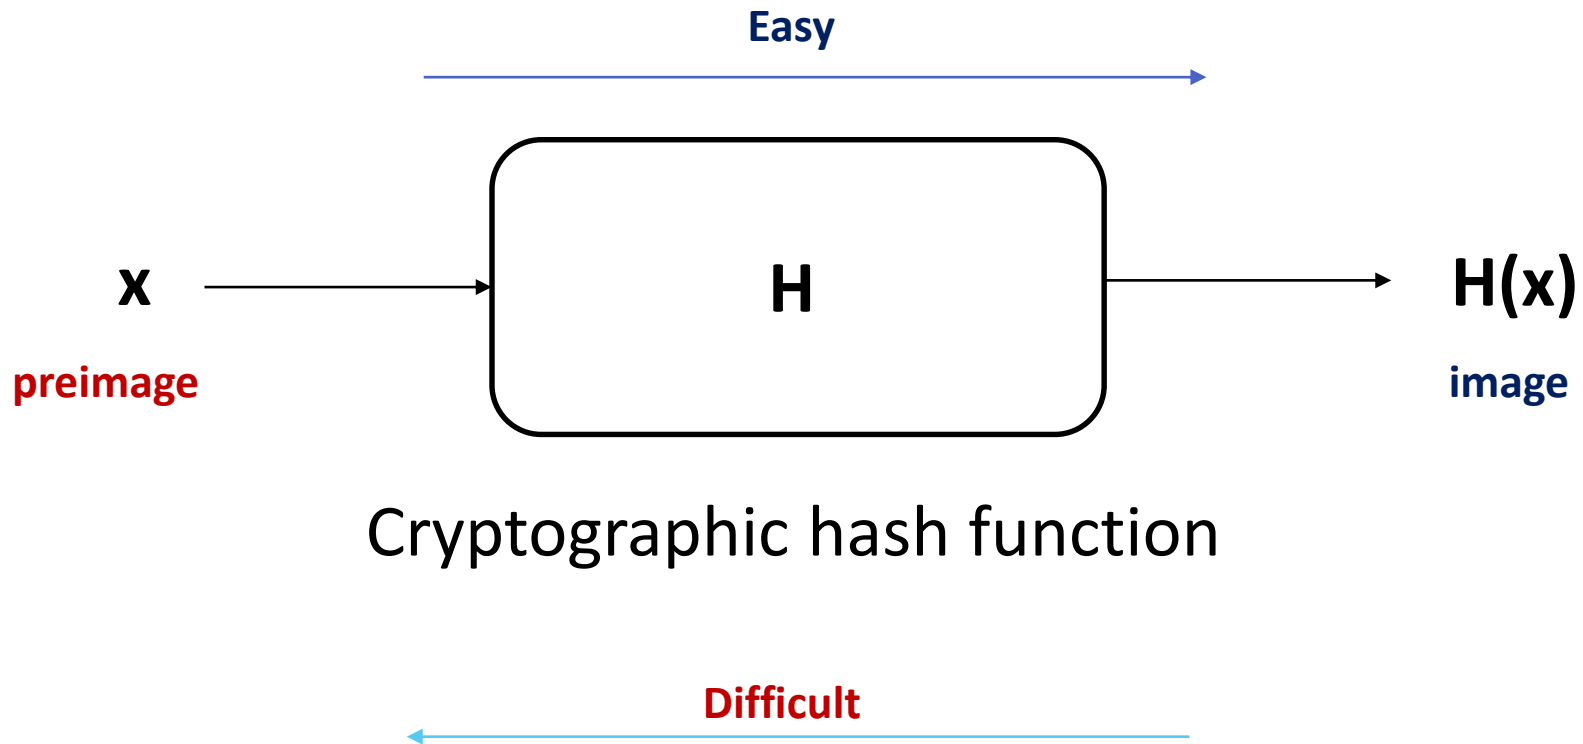 Easy
x
H
H(x)
preimage
image
Cryptographic hash function
Difficult